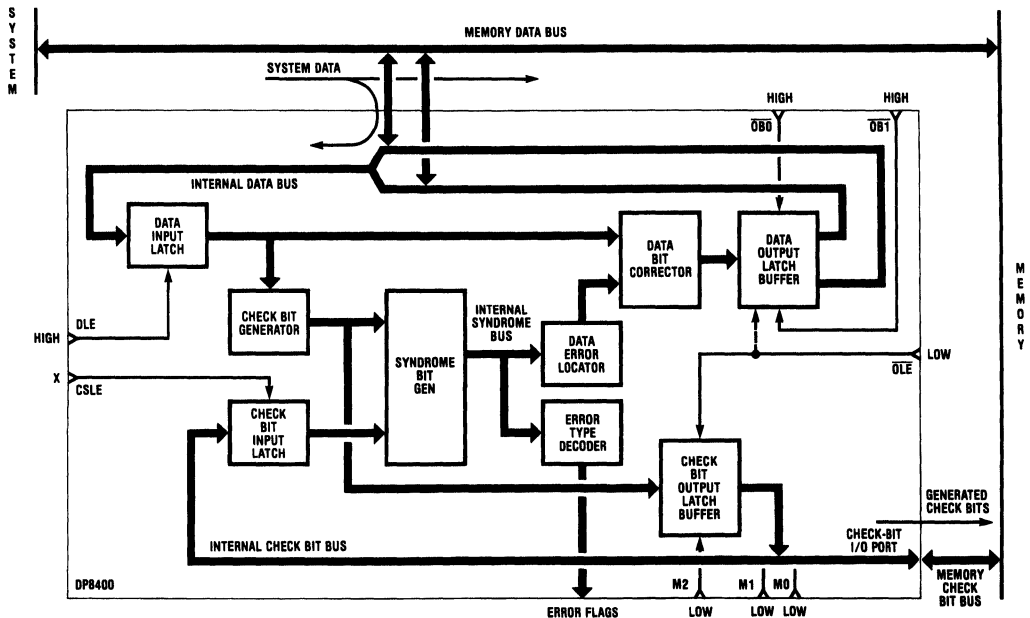 SYSTEM
MEMORY DATA BUS
SYSTEM DATA
HIGH
HIGH
OB0
OB1
INTERNAL DATA BUS
DATA
INPUT
LATCH
DATA
BIT
CORRECTOR
DATA
OUTPUT
LATCH
BUFFER
MEMORY
DLE
HIGH
CHECK BIT
GENERATOR
INTERNAL
SYNDROME
BUS
SYNDROME
BIT
GEN
DATA
ERROR
LOCATOR
LOW
OLE
X
CSLE
CHECK
BIT
INPUT
LATCH
ERROR
TYPE
DECODER
CHECK
BIT
OUTPUT
LATCH
BUFFER
GENERATED
CHECK BITS
CHECK-BIT
I/O PORT
INTERNAL CHECK BIT BUS
MEMORY
CHECK
BIT BUS
DP8400
M2
M1
M0
ERROR FLAGS
LOW
LOW
LOW